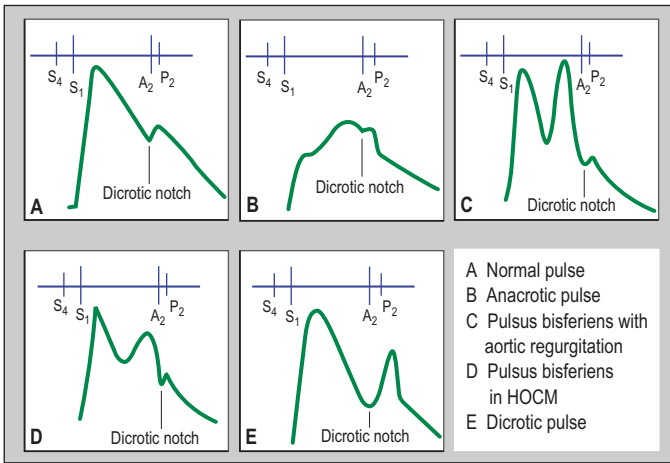 S4 S1 A2 P2
Dicrotic notch
A
S4 S1 A2 P2
Dicrotic notch
B
S4 S1 A2 P2
Dicrotic notch
C
S4 S1 A2 P2
Dicrotic notch
D
S4 S1 A2 P2
Dicrotic notch
E
A Normal pulse
B Anacrotic pulse
C Pulsus bisferiens with
aortic regurgitation
D Pulsus bisferiens
in HOCM
E Dicrotic pulse